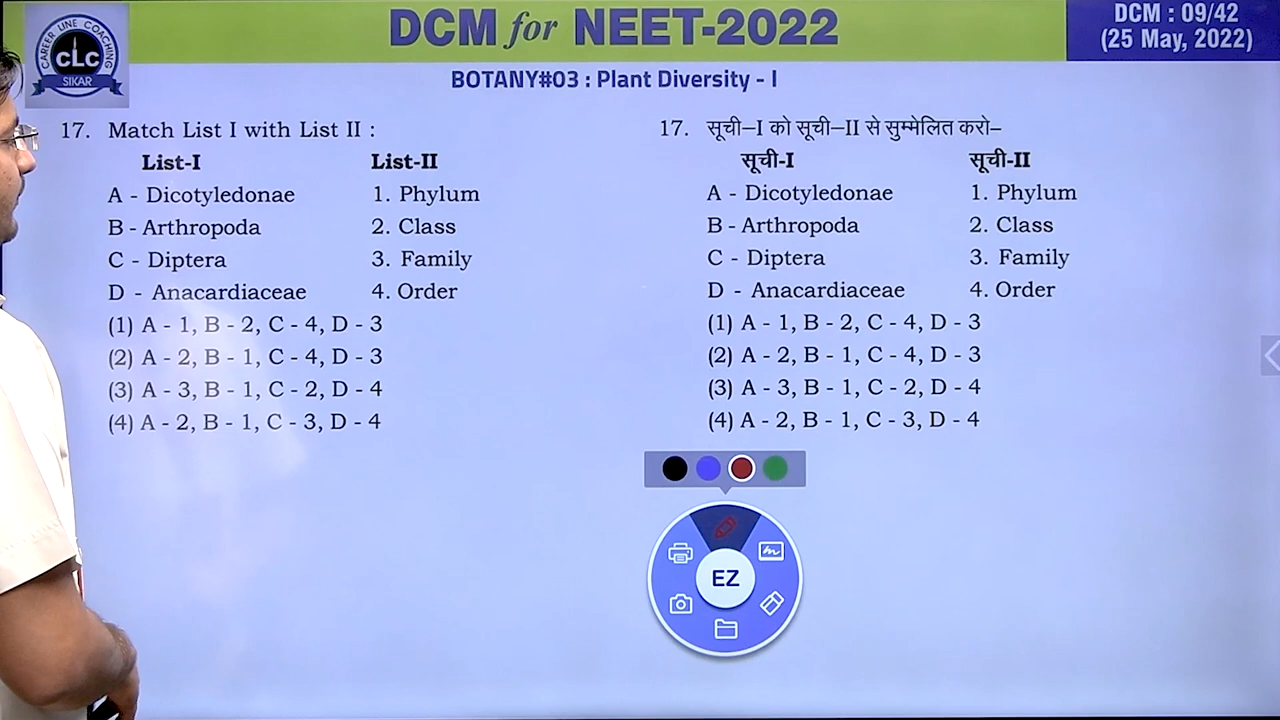 CAREER LINE COACHING
CLC
SIKAR
DCM for NEET-2022
DCM : 09/42
(25 May, 2022)
BOTANY#03 : Plant Diversity - I
17. Match List I with List II :
List-I List-II
A - Dicotyledonae 1. Phylum
B - Arthropoda 2. Class
C - Diptera 3. Family
D - Anacardiaceae 4. Order
(1) A - 1, B - 2, C - 4, D - 3
(2) A - 2, B - 1, C - 4, D - 3
(3) A - 3, B - 1, C - 2, D - 4
(4) A - 2, B - 1, C - 3, D - 4
17. सूची–I को सूची–II से सुम्मेलित करो–
सूची-I सूची-II
A - Dicotyledonae 1. Phylum
B - Arthropoda 2. Class
C - Diptera 3. Family
D - Anacardiaceae 4. Order
(1) A - 1, B - 2, C - 4, D - 3
(2) A - 2, B - 1, C - 4, D - 3
(3) A - 3, B - 1, C - 2, D - 4
(4) A - 2, B - 1, C - 3, D - 4
EZ